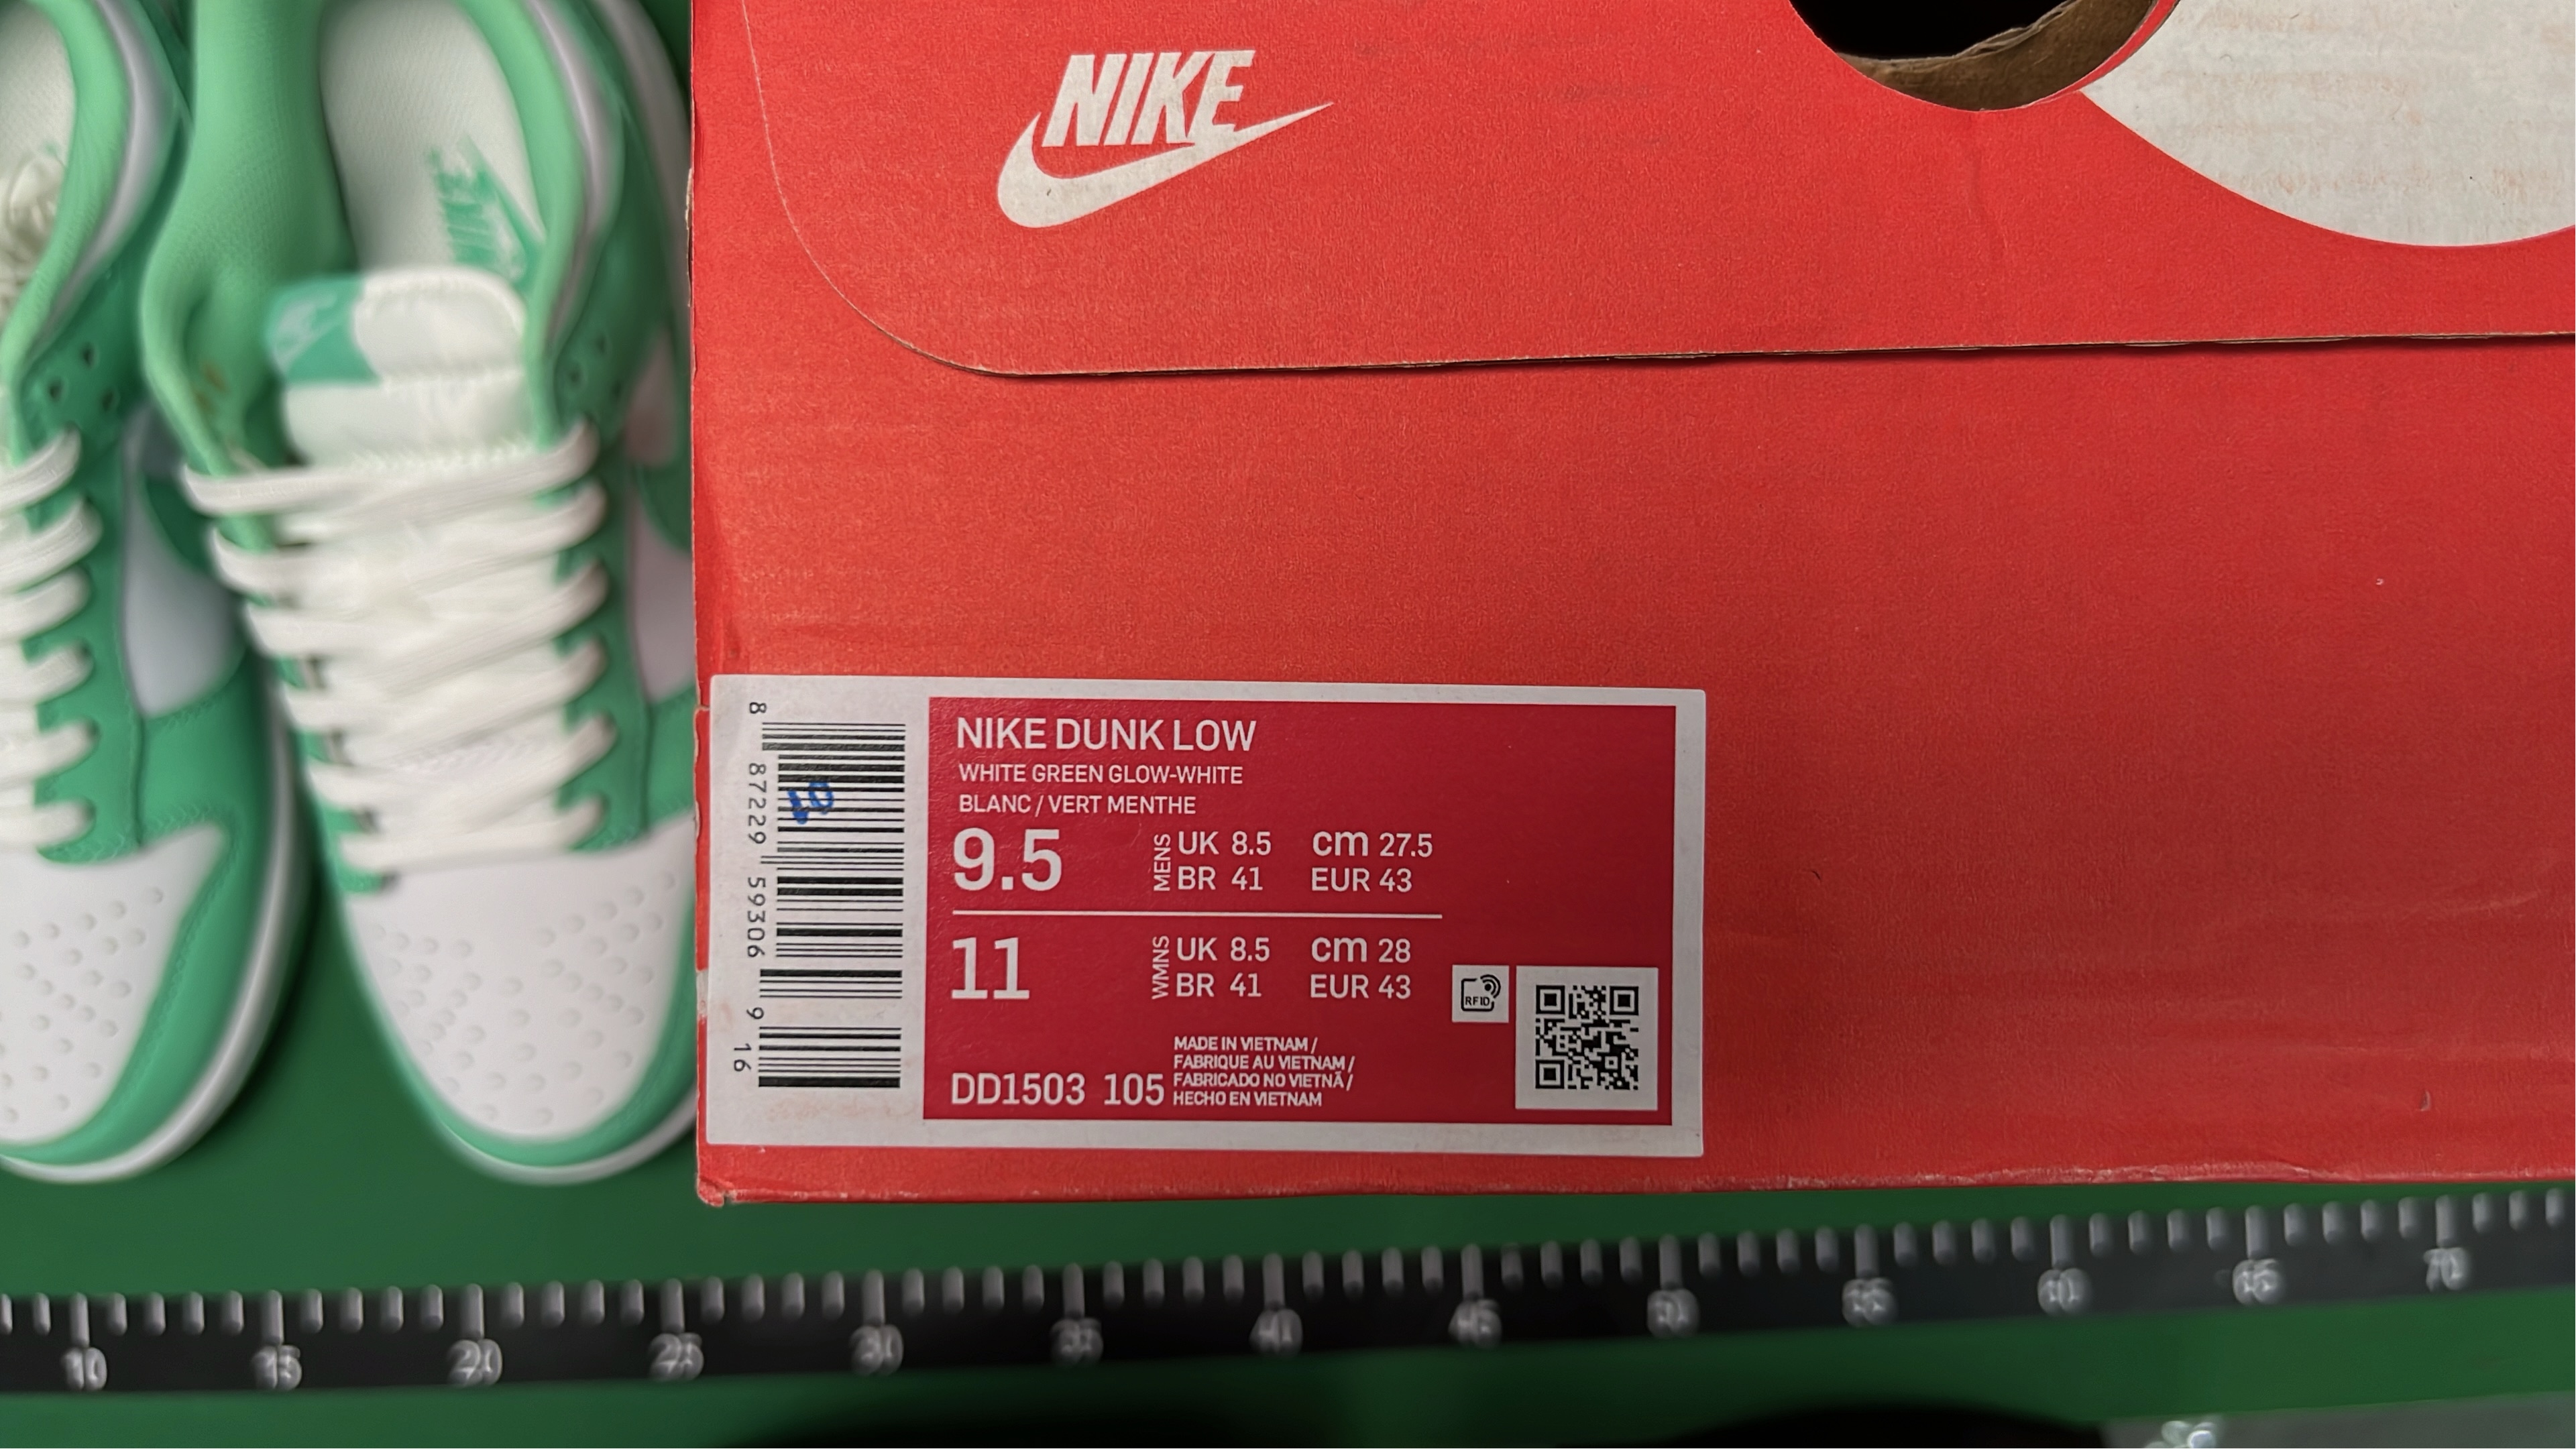 NIKE
NIKE
NIKE DUNK LOW
WHITE GREEN GLOW-WHITE
BLANC / VERT MENTHE
9.5 MENS UK 8.5 cm 27.5
BR 41 EUR 43
11 WMNS UK 8.5 cm 28
BR 41 EUR 43
RFID
MADE IN VIETNAM /
FABRIQUE AU VIETNAM /
FABRICADO NO VIETNÃ /
HECHO EN VIETNAM
DD1503 105
8 87229 59306 9 16
10 15 20 25 30 35 40 45 50 55 60 65 70